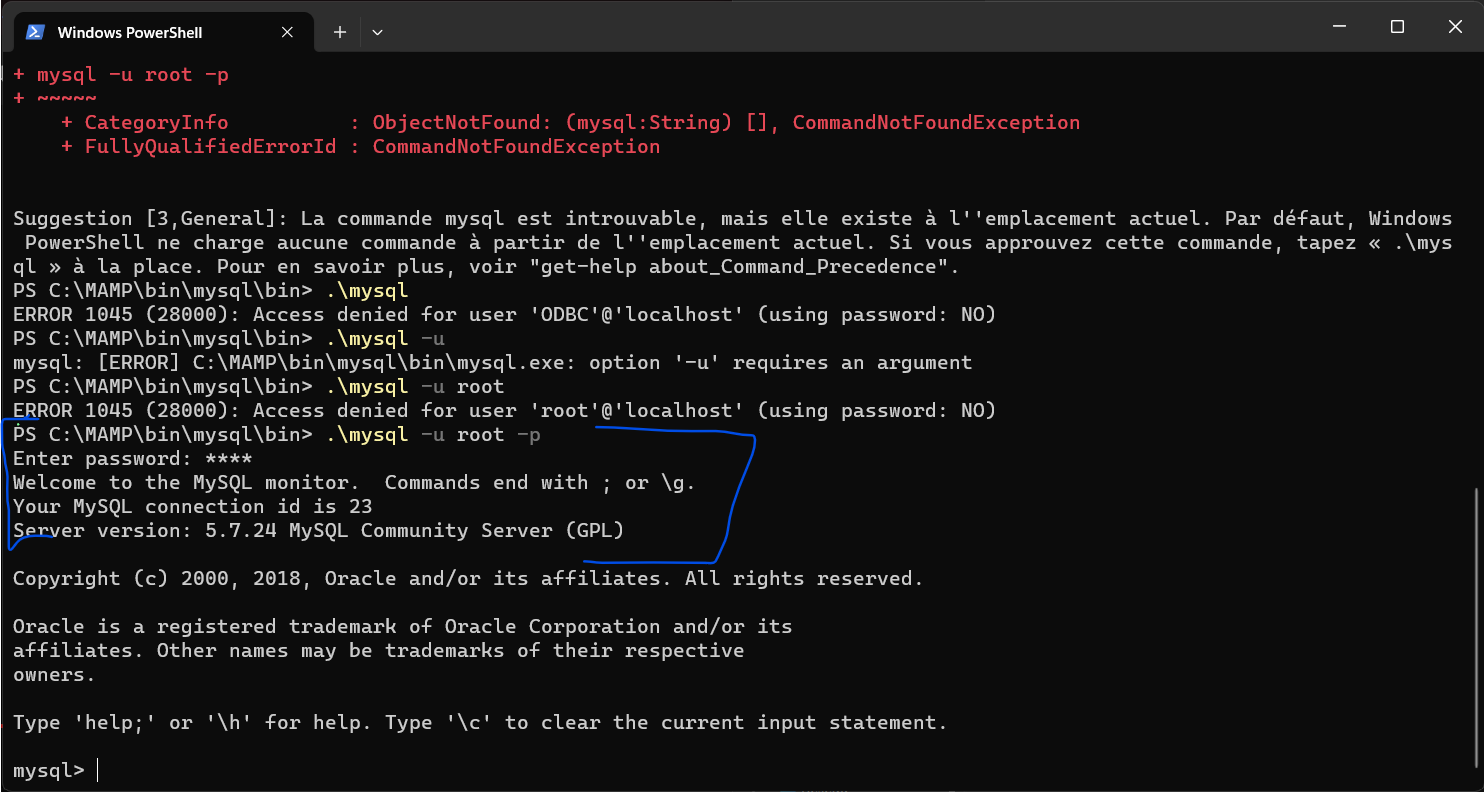 Windows PowerShell
+ mysql -u root -p
+ ~~~~~
    + CategoryInfo          : ObjectNotFound: (mysql:String) [], CommandNotFoundException
    + FullyQualifiedErrorId : CommandNotFoundException
Suggestion [3,General]: La commande mysql est introuvable, mais elle existe à l''emplacement actuel. Par défaut, Windows
 PowerShell ne charge aucune commande à partir de l''emplacement actuel. Si vous approuvez cette commande, tapez « .\mys
ql » à la place. Pour en savoir plus, voir "get-help about_Command_Precedence".
PS C:\MAMP\bin\mysql\bin> .\mysql
ERROR 1045 (28000): Access denied for user 'ODBC'@'localhost' (using password: NO)
PS C:\MAMP\bin\mysql\bin> .\mysql -u
mysql: [ERROR] C:\MAMP\bin\mysql\bin\mysql.exe: option '-u' requires an argument
PS C:\MAMP\bin\mysql\bin> .\mysql -u root
ERROR 1045 (28000): Access denied for user 'root'@'localhost' (using password: NO)
PS C:\MAMP\bin\mysql\bin> .\mysql -u root -p
Enter password: ****
Welcome to the MySQL monitor.  Commands end with ; or \g.
Your MySQL connection id is 23
Server version: 5.7.24 MySQL Community Server (GPL)
Copyright (c) 2000, 2018, Oracle and/or its affiliates. All rights reserved.
Oracle is a registered trademark of Oracle Corporation and/or its
affiliates. Other names may be trademarks of their respective
owners.
Type 'help;' or '\h' for help. Type '\c' to clear the current input statement.
mysql>